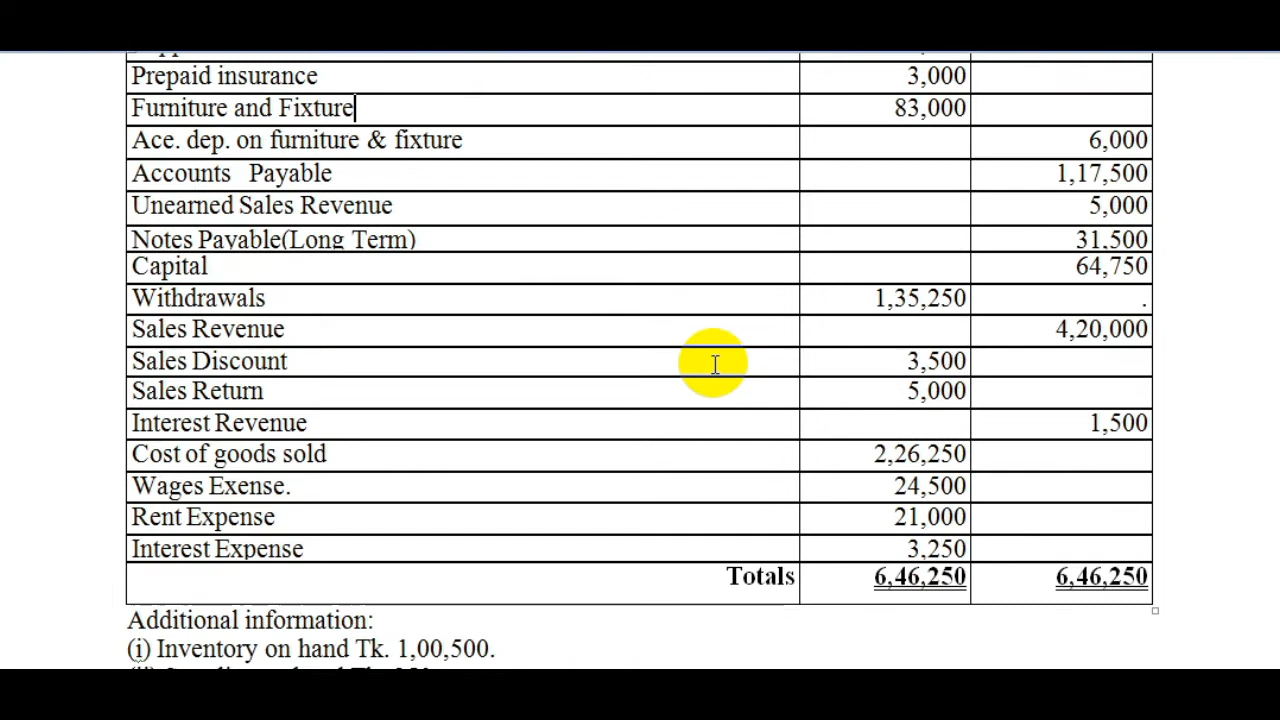 Prepaid insurance 3,000
Furniture and Fixture 83,000
Ace. dep. on furniture & fixture 6,000
Accounts Payable 1,17,500
Unearned Sales Revenue 5,000
Notes Payable(Long Term) 31,500
Capital 64,750
Withdrawals 1,35,250 .
Sales Revenue 4,20,000
Sales Discount 3,500
Sales Return 5,000
Interest Revenue 1,500
Cost of goods sold 2,26,250
Wages Exense. 24,500
Rent Expense 21,000
Interest Expense 3,250
Totals 6,46,250 6,46,250
Additional information:
(i) Inventory on hand Tk. 1,00,500.